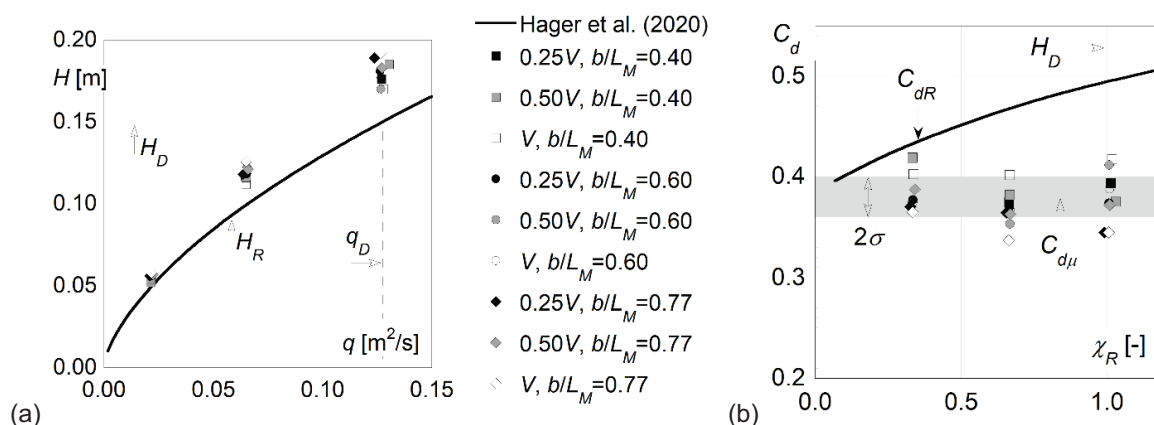 0.20
H [m]
0.15
H_D
0.10
H_R
q_D
0.05
q [m²/s]
0.00
0.00
0.05
0.10
0.15
(a)
Hager et al. (2020)
0.25V, b/L_M=0.40
0.50V, b/L_M=0.40
V, b/L_M=0.40
0.25V, b/L_M=0.60
0.50V, b/L_M=0.60
V, b/L_M=0.60
0.25V, b/L_M=0.77
0.50V, b/L_M=0.77
V, b/L_M=0.77
C_d
H_D
0.5
C_dR
0.4
2σ
C_dμ
0.3
χ_R [-]
0.2
0.0
0.5
1.0
(b)